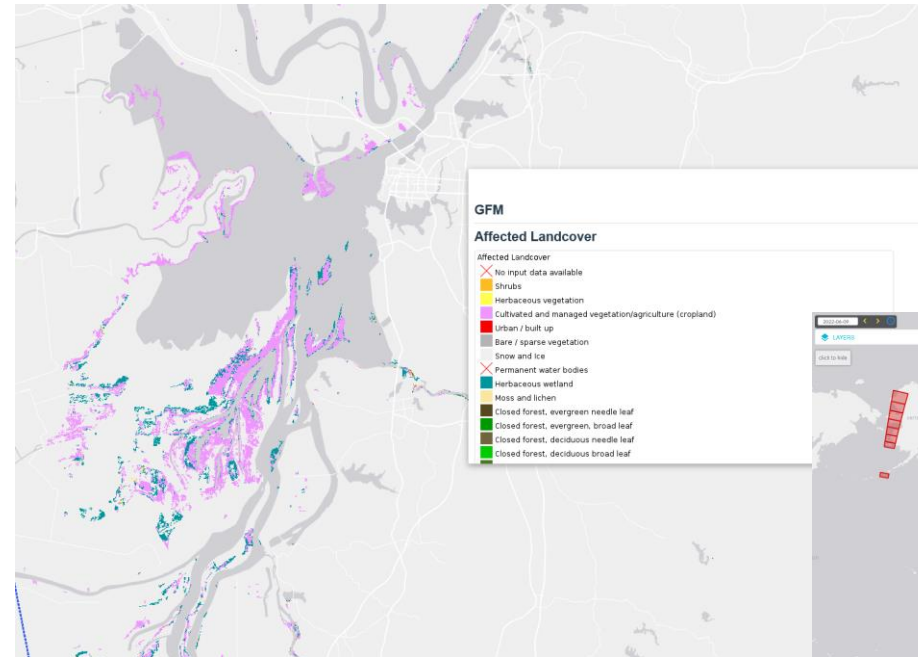 GFM
Affected Landcover
Affected Landcover
No input data available
Shrubs
Herbaceous vegetation
Cultivated and managed vegetation/agriculture (cropland)
Urban / built up
Bare / sparse vegetation
Snow and Ice
Permanent water bodies
Herbaceous wetland
Moss and lichen
Closed forest, evergreen needle leaf
Closed forest, evergreen, broad leaf
Closed forest, deciduous needle leaf
Closed forest, deciduous broad leaf
2022-04-09
LAYERS
click to hide